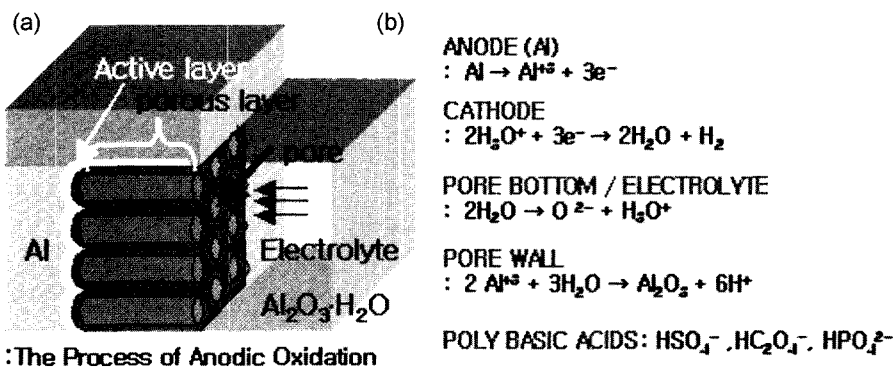 (a)
Active layer
porous layer
pore
Al
Electrolyte
Al₂O₃·H₂O
:The Process of Anodic Oxidation
(b)
ANODE (Al)
: Al → Al⁺³ + 3e⁻
CATHODE
: 2H₃O⁺ + 3e⁻ → 2H₂O + H₂
PORE BOTTOM / ELECTROLYTE
: 2H₂O → O²⁻ + H₃O⁺
PORE WALL
: 2 Al⁺³ + 3H₂O → Al₂O₃ + 6H⁺
POLY BASIC ACIDS: HSO₄⁻ ,HC₂O₄⁻, HPO₄²⁻